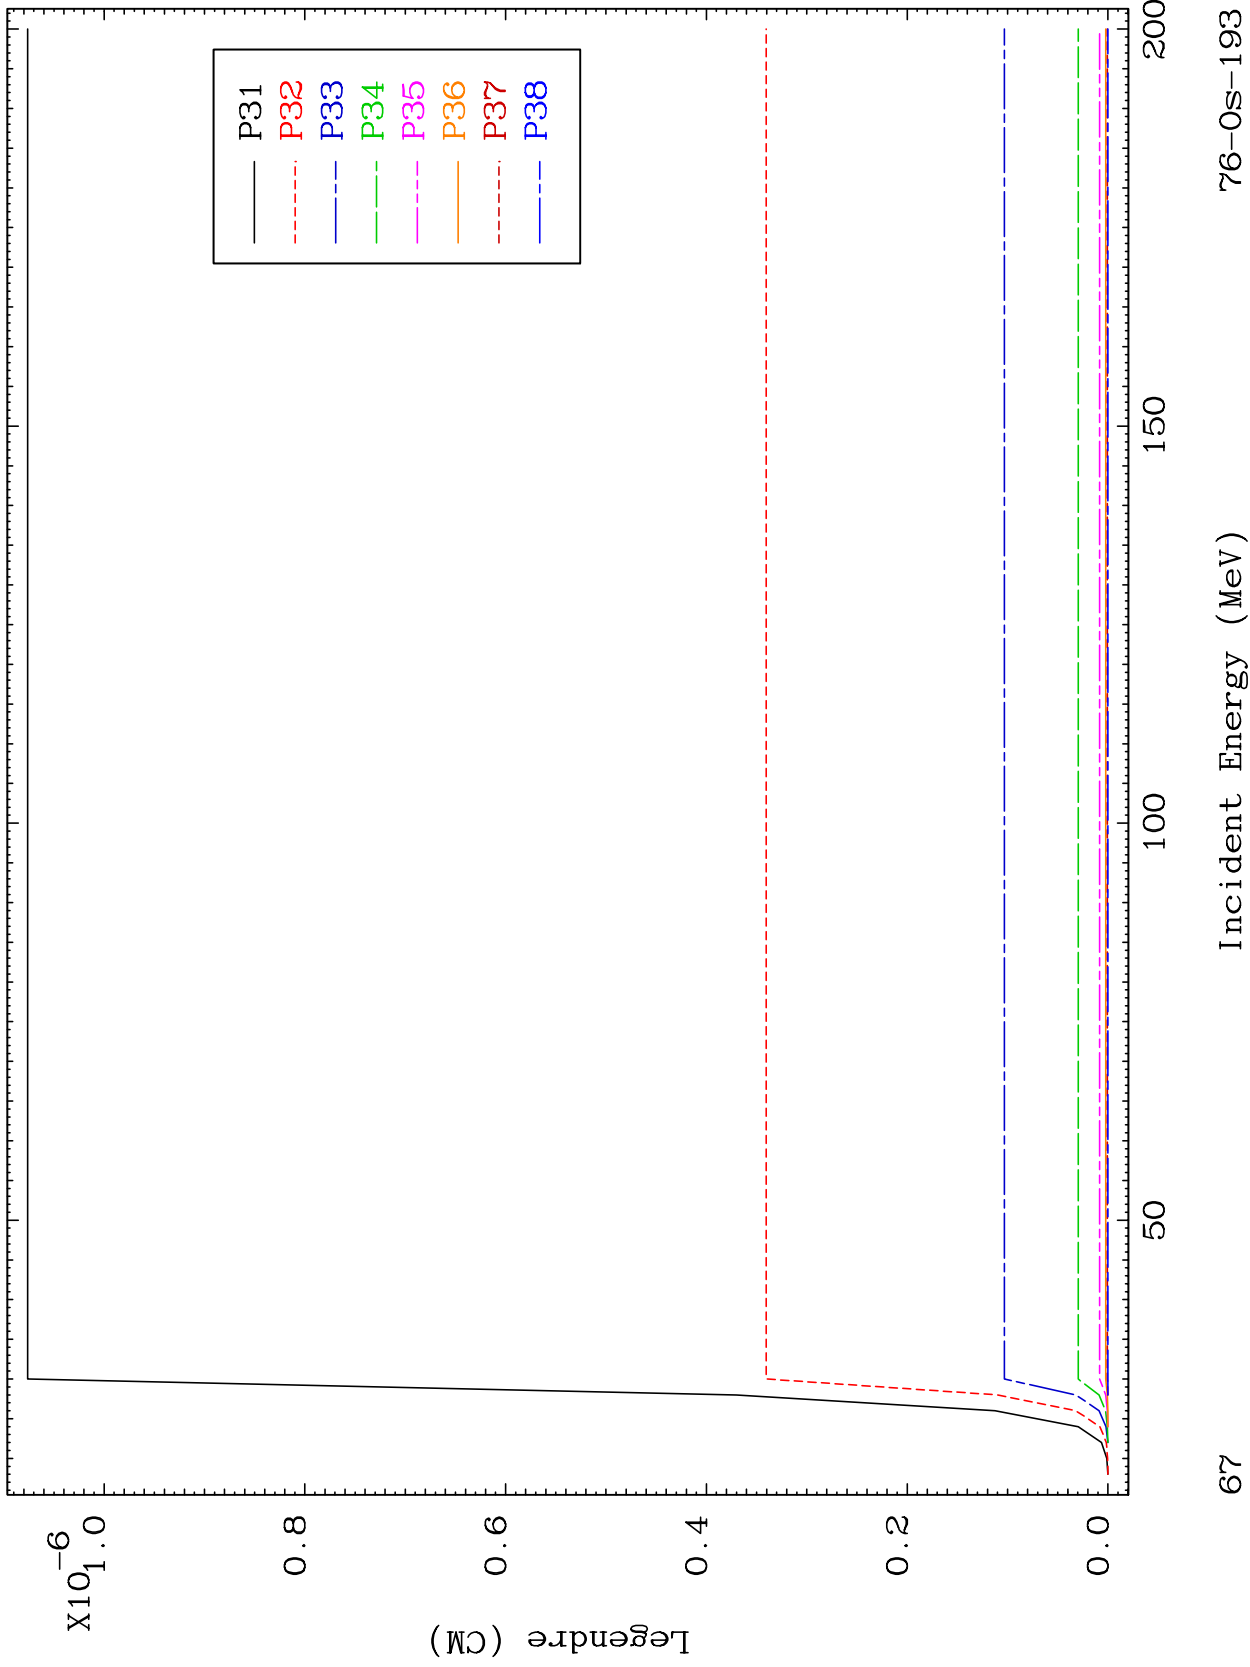 X10-6
1.0
0.8
0.6
0.4
0.2
0.0
Legendre (CM)
P31
P32
P33
P34
P35
P36
P37
P38
50
100
150
200
67
Incident Energy (MeV)
76-Os-193